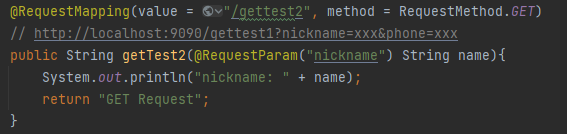 @RequestMapping(value = "/gettest2", method = RequestMethod.GET)
// http://localhost:9090/gettest1?nickname=xxx&phone=xxx
public String getTest2(@RequestParam("nickname") String name){
System.out.println("nickname: " + name);
return "GET Request";
}